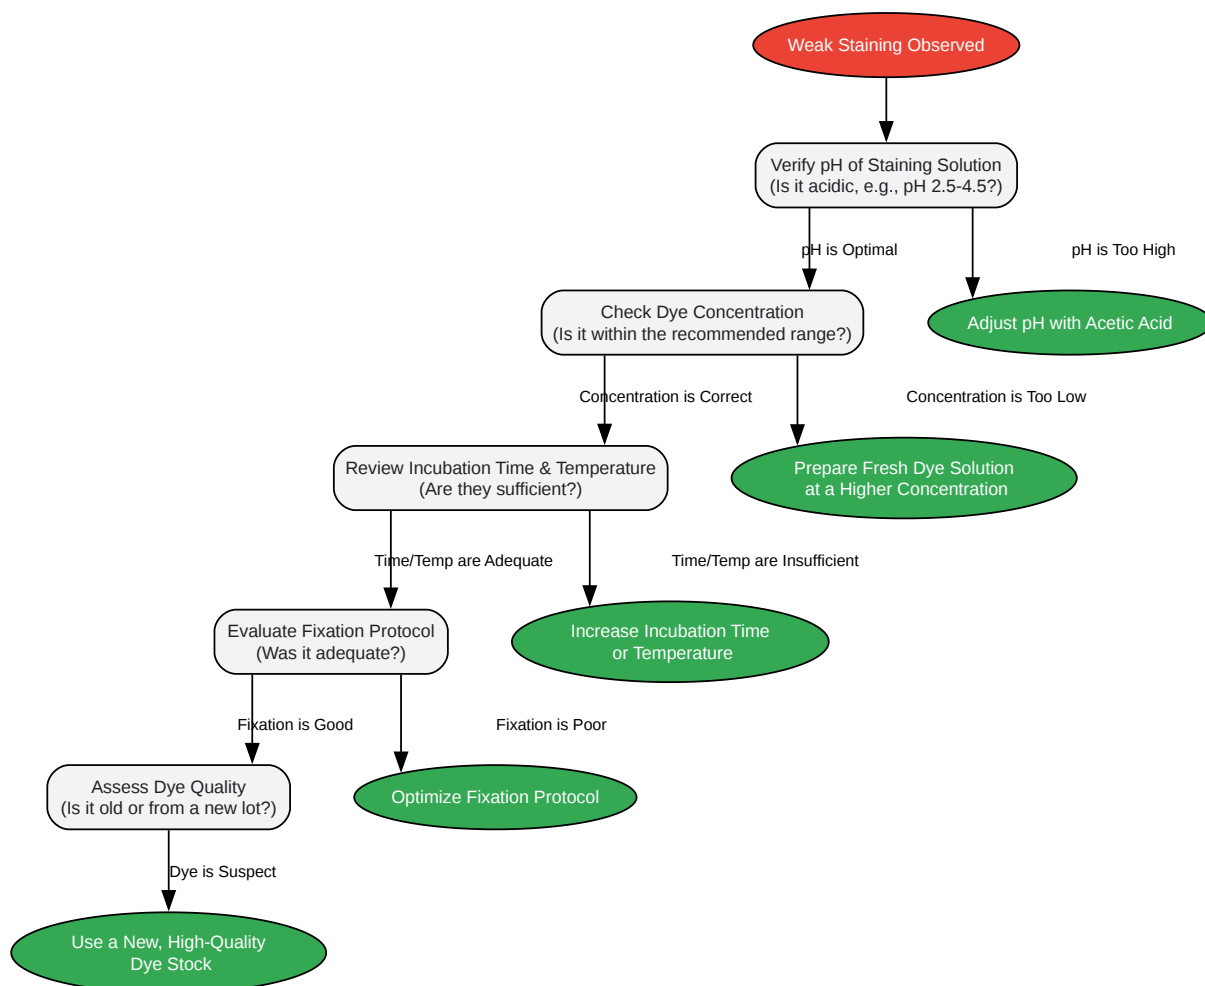 Weak Staining Observed
Verify pH of Staining Solution
(Is it acidic, e.g., pH 2.5-4.5?)
pH is Optimal
pH is Too High
Check Dye Concentration
(Is it within the recommended range?)
Adjust pH with Acetic Acid
Concentration is Correct
Concentration is Too Low
Review Incubation Time & Temperature
(Are they sufficient?)
Prepare Fresh Dye Solution
at a Higher Concentration
Time/Temp are Adequate
Time/Temp are Insufficient
Evaluate Fixation Protocol
(Was it adequate?)
Increase Incubation Time
or Temperature
Fixation is Good
Fixation is Poor
Assess Dye Quality
(Is it old or from a new lot?)
Optimize Fixation Protocol
Dye is Suspect
Use a New, High-Quality
Dye Stock